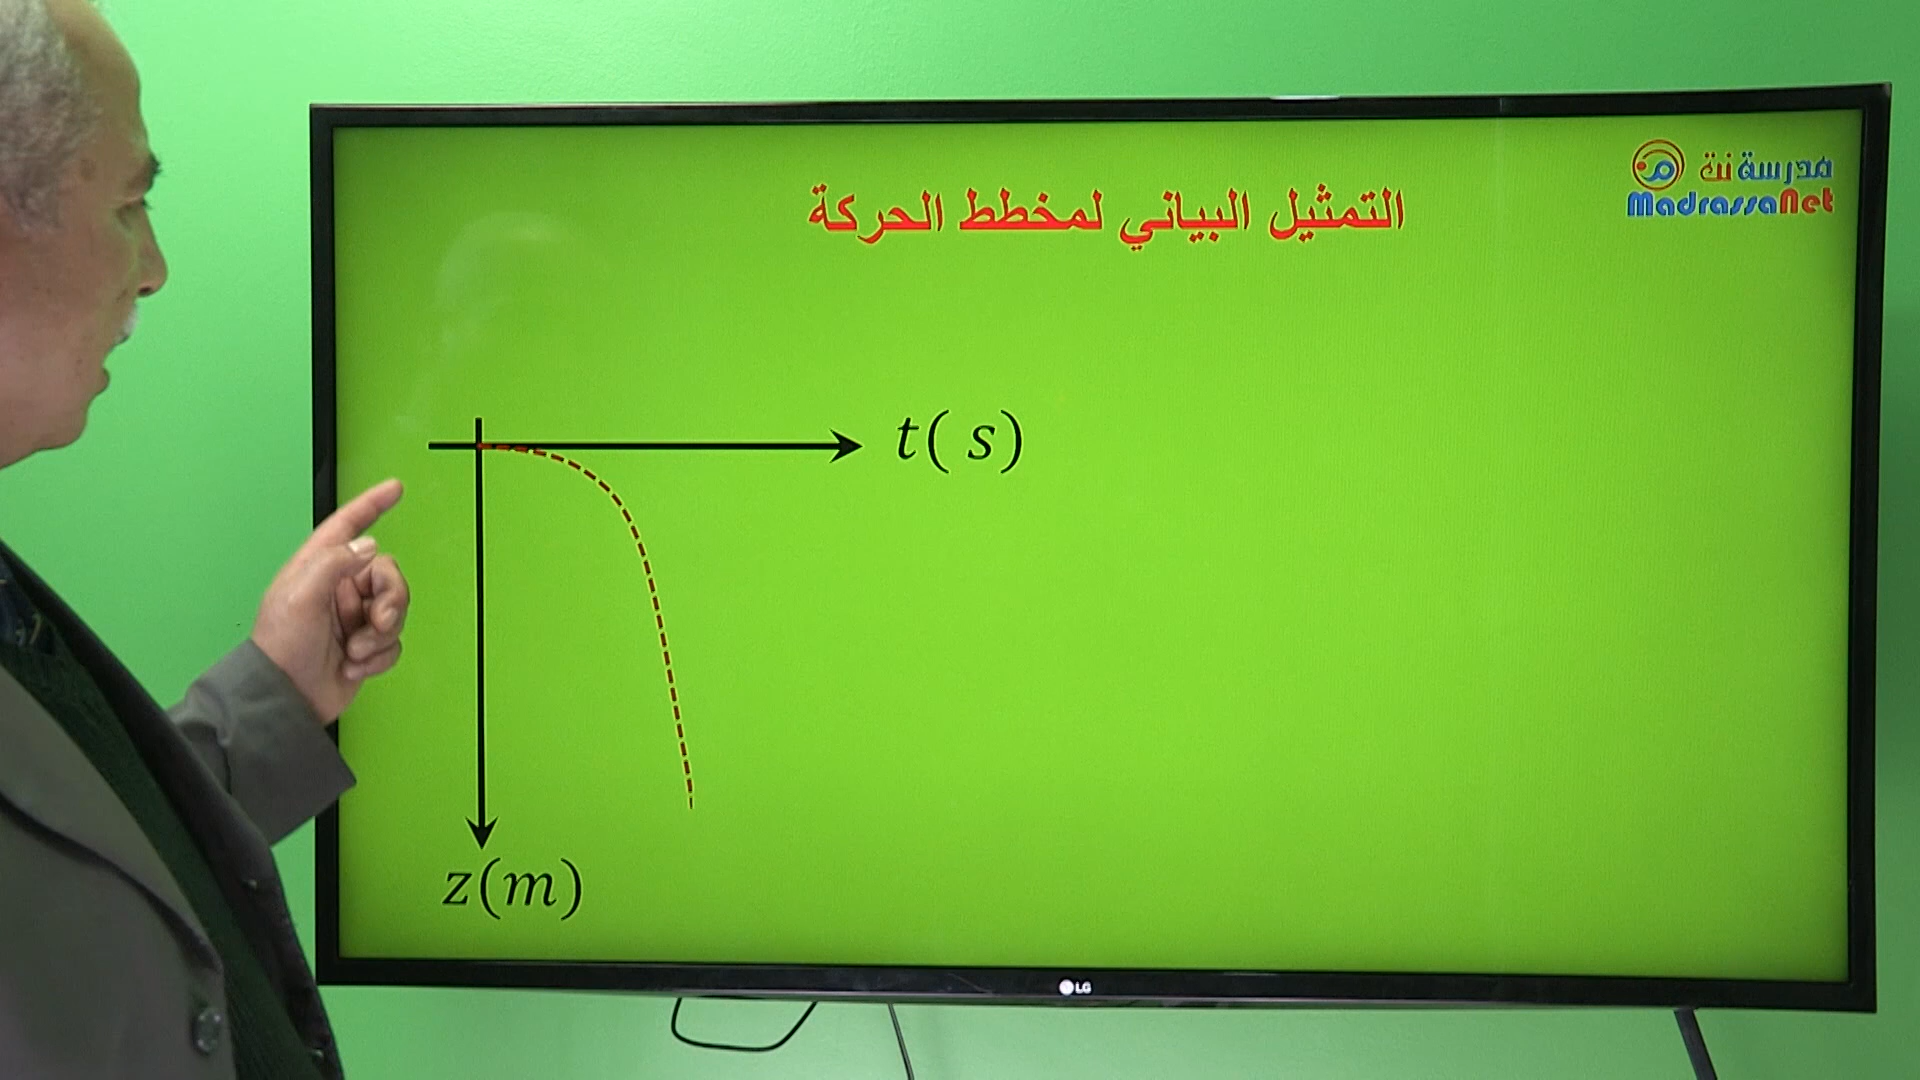 مدرسة نت
MadrassaNet
التمثيل البياني لمخطط الحركة
t( s)
z(m)
LG